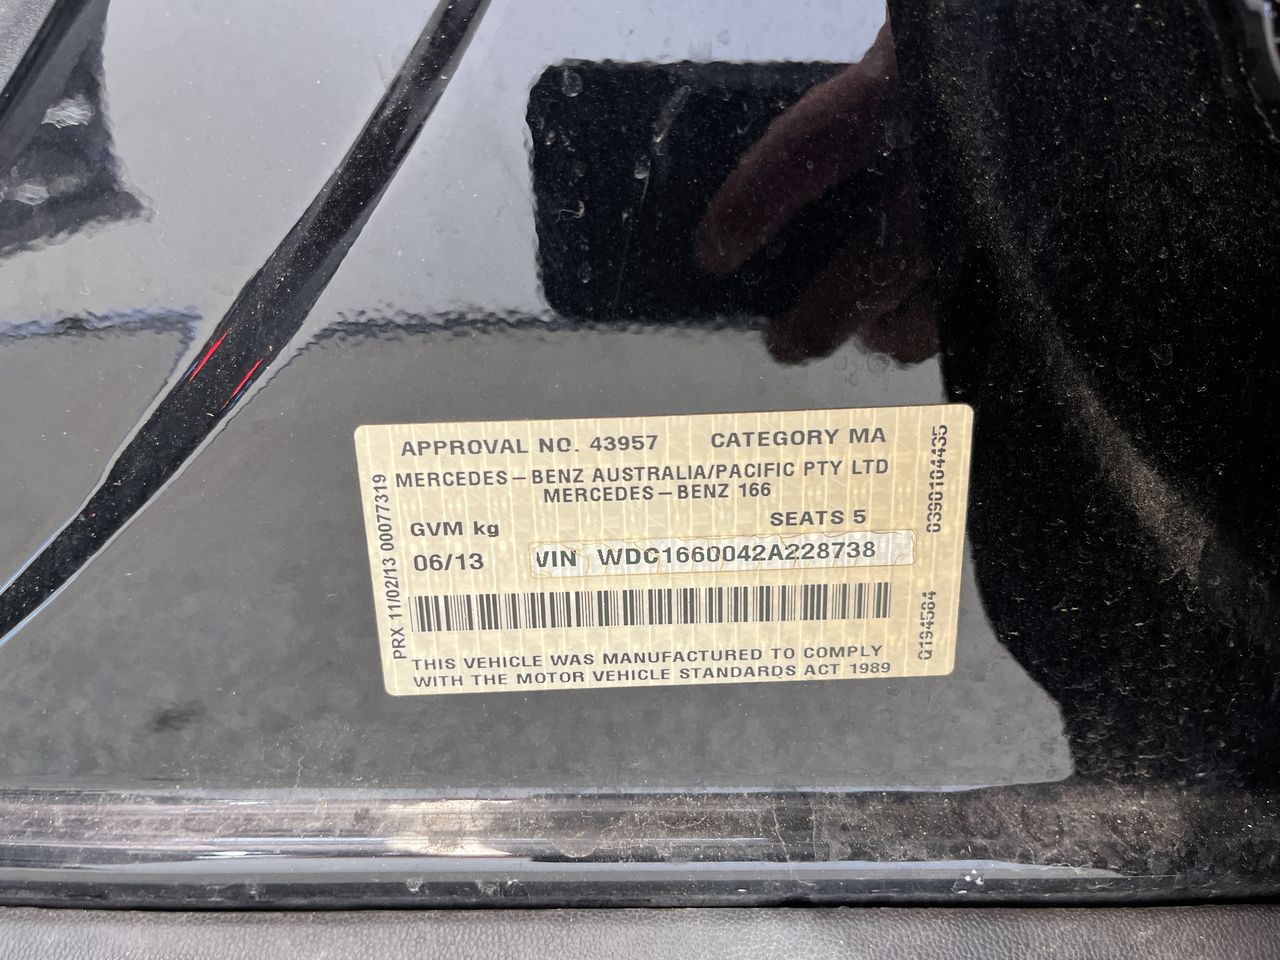 APPROVAL NO. 43957 CATEGORY MA
MERCEDES-BENZ AUSTRALIA/PACIFIC PTY LTD
MERCEDES-BENZ 166
GVM kg SEATS 5
06/13 VIN WDC1660042A228738
THIS VEHICLE WAS MANUFACTURED TO COMPLY
WITH THE MOTOR VEHICLE STANDARDS ACT 1989
PRX 11/02/13 00077319
0390104435
Q194564